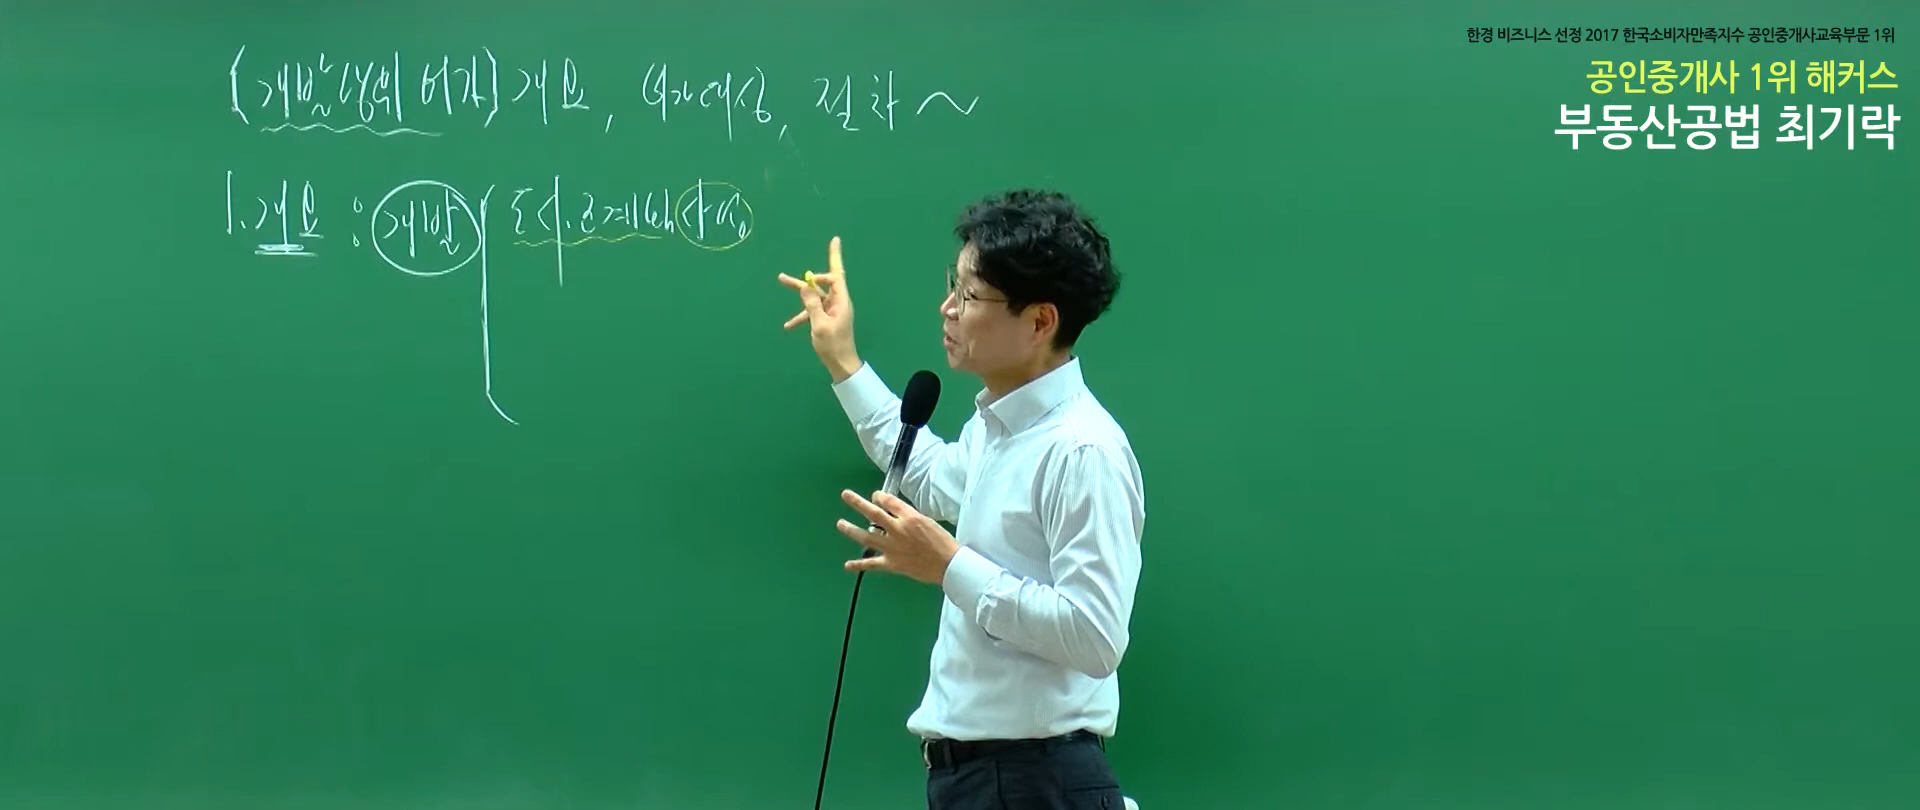 한경 비즈니스 선정 2017 한국소비자만족지수 공인중개사교육부문 1위
공인중개사 1위 해커스
부동산공법 최기락
[개발행위 허가] 개요, 허가대상, 절차~
1. 개요 : 개발 도시.군계획사업